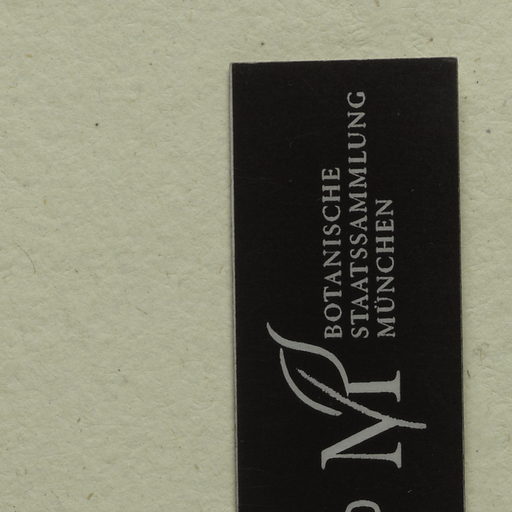 BOTANISCHE
STAATSSAMMLUNG
MÜNCHEN
M